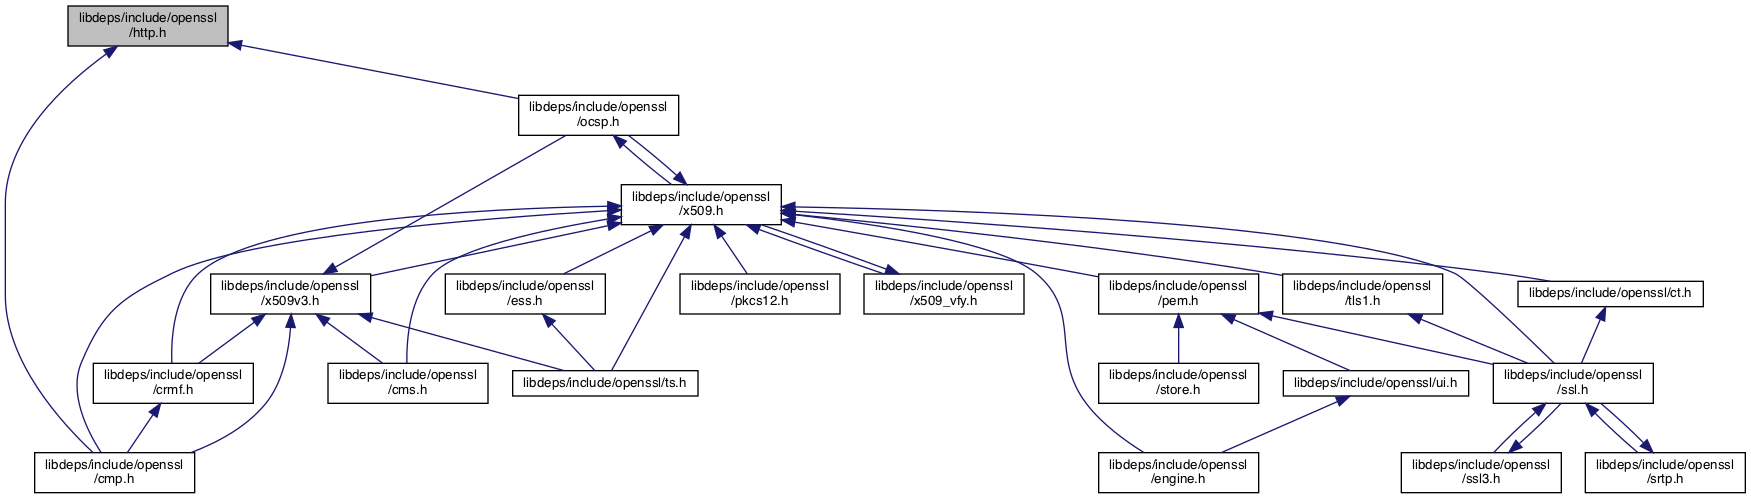 libdeps/include/openssl
/http.h
libdeps/include/openssl
/ocsp.h
libdeps/include/openssl
/x509.h
libdeps/include/openssl
/x509v3.h
libdeps/include/openssl
/ess.h
libdeps/include/openssl
/pkcs12.h
libdeps/include/openssl
/x509_vfy.h
libdeps/include/openssl
/pem.h
libdeps/include/openssl
/tls1.h
libdeps/include/openssl/ct.h
libdeps/include/openssl
/crmf.h
libdeps/include/openssl
/cms.h
libdeps/include/openssl/ts.h
libdeps/include/openssl
/store.h
libdeps/include/openssl/ui.h
libdeps/include/openssl
/ssl.h
libdeps/include/openssl
/cmp.h
libdeps/include/openssl
/engine.h
libdeps/include/openssl
/ssl3.h
libdeps/include/openssl
/srtp.h